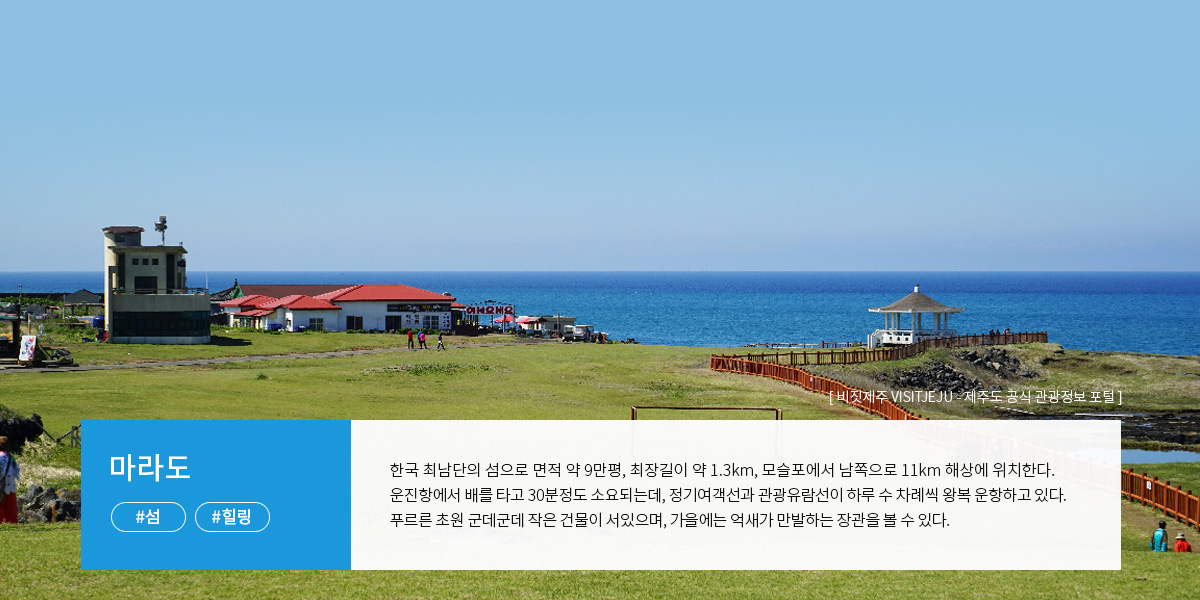 [ 비짓제주 VISITJEJU - 제주도 공식 관광정보 포털 ]
마라도
#섬 #힐링
한국 최남단의 섬으로 면적 약 9만평, 최장길이 약 1.3km, 모슬포에서 남쪽으로 11km 해상에 위치한다.
운진항에서 배를 타고 30분정도 소요되는데, 정기여객선과 관광유람선이 하루 수 차례씩 왕복 운항하고 있다.
푸르른 초원 군데군데 작은 건물이 서있으며, 가을에는 억새가 만발하는 장관을 볼 수 있다.